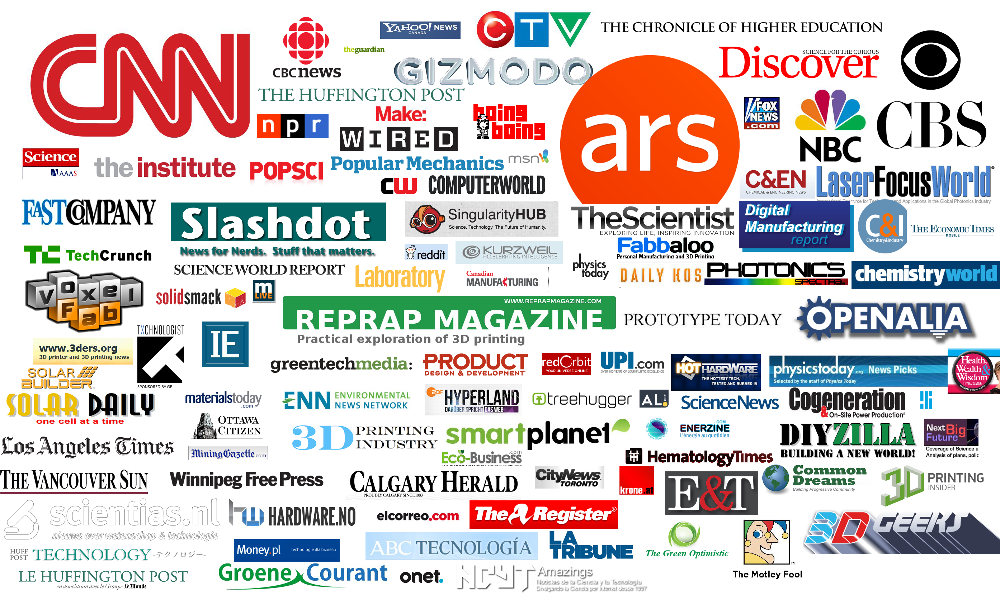 CNN
CBCnews
theguardian
YAHOO! NEWS
CANADA
CTV
THE CHRONICLE OF HIGHER EDUCATION
SCIENCE FOR THE CURIOUS
Discover
CBS
GIZMODO
THE HUFFINGTON POST
npr
Make:
WIRED
boing
boing
ars
FOX
NEWS
.com
NBC
Science
AAAS
the institute
POPSCI
Popular Mechanics
msn
CW COMPUTERWORLD
C&EN
CHEMICAL & ENGINEERING NEWS
LaserFocusWorld
and Applications in the Global Photonics Industry
FAST COMPANY
Slashdot
News for Nerds. Stuff that matters.
SingularityHUB
Science. Technology. The Future of Humanity.
TheScientist
EXPLORING LIFE, INSPIRING INNOVATION
Digital
Manufacturing
report
C&I
Chemistry&Industry
THE ECONOMIC TIMES
MOBILE
TC TechCrunch
reddit
KURZWEIL
ACCELERATING INTELLIGENCE
Fabbaloo
Personal Manufacturing and 3D Printing
SCIENCE WORLD REPORT
Laboratory
Canadian
MANUFACTURING
physics
today
DAILY KOS
PHOTONICS
SPECTRA
chemistryworld
voxel
Fab
solidsmack
m
LIVE
WWW.REPRAPMAGAZINE.COM
REPRAP MAGAZINE
Practical exploration of 3D printing
PROTOTYPE TODAY
OPENALIA
TXCHNOLOGIST
SPONSORED BY GE
IE
www.3ders.org
3D printer and 3D printing news
SOLAR
BUILDER
greentechmedia:
PRODUCT
DESIGN & DEVELOPMENT
redOrbit
YOUR UNIVERSE ONLINE
UPI.com
OVER 100 YEARS OF JOURNALISTIC EXCELLENCE
HOT HARDWARE
THE HOTTEST TECH,
TESTED AND BURNED IN
physicstoday.org News Picks
Selected by the staff of Physics Today
Health,
Wealth &
Wisdom
1470AM WMGG
MONDAY-FRIDAY 4-6PM
SOLAR DAILY
one cell at a time
materialstoday
.com
ENN ENVIRONMENTAL
NEWS NETWORK
ZDF HYPERLAND
DARÜBER SPRICHT DAS WEB
treehugger
AL.COM
ScienceNews
Cogeneration
& On-Site Power Production®
OTTAWA
CITIZEN
3D PRINTING
INDUSTRY
smartplanet
ENERZINE
.COM
L'énergie au quotidien
DIYZILLA
BUILDING A NEW WORLD!
Next Big
Future
Coverage of Science a
Analysis of plans, polic
Los Angeles Times
MiningGazette.com
Eco-Business
.com
HematologyTimes
THE VANCOUVER SUN
Winnipeg Free Press
CALGARY HERALD
PROUDLY CALGARY SINCE 1883
CityNews
TORONTO
krone.at
E&T
Common
Dreams
Building Progressive Community
3D PRINTING
INSIDER
scientias.nl
nieuws over wetenschap & technologie
HARDWARE.NO
elcorreo.com
The Register®
3D GEEKS
HUFF
POST TECHNOLOGY -テクノロジー-
Money.pl Technologie dla biznesu
ABC TECNOLOGÍA
LA
TRIBUNE
The Green Optimistic
The Motley Fool
TM
LE HUFFINGTON POST
en association avec le Groupe Le Monde
Groene Courant
onet.
NCYT Amazings
Noticias de la Ciencia y la Tecnología
Divulgando la Ciencia por Internet desde 1997